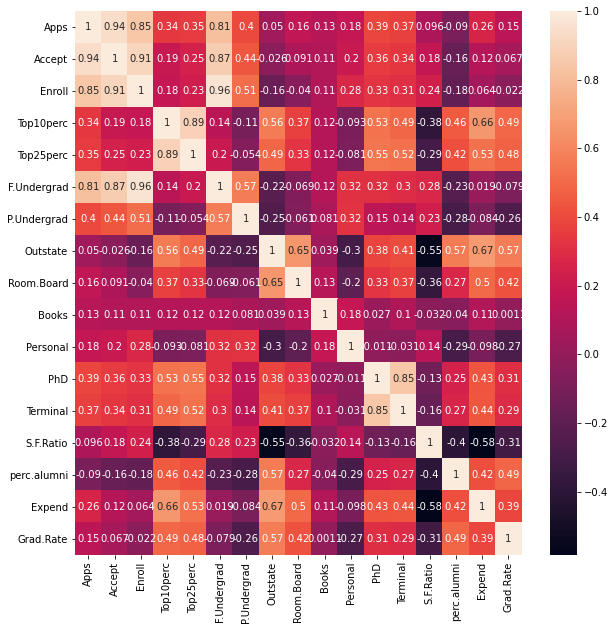 Apps 1 0.94 0.85 0.34 0.35 0.81 0.4 0.05 0.16 0.13 0.18 0.39 0.37 0.096 -0.09 0.26 0.15
Accept 0.94 1 0.91 0.19 0.25 0.87 0.44 -0.026 0.091 0.11 0.2 0.36 0.34 0.18 -0.16 0.12 0.067
Enroll 0.85 0.91 1 0.18 0.23 0.96 0.51 -0.16 -0.04 0.11 0.28 0.33 0.31 0.24 -0.18 0.064 -0.022
Top10perc 0.34 0.19 0.18 1 0.89 0.14 -0.11 0.56 0.37 0.12 -0.093 0.53 0.49 -0.38 0.46 0.66 0.49
Top25perc 0.35 0.25 0.23 0.89 1 0.2 -0.054 0.49 0.33 0.12 -0.081 0.55 0.52 -0.29 0.42 0.53 0.48
F.Undergrad 0.81 0.87 0.96 0.14 0.2 1 0.57 -0.22 -0.069 0.12 0.32 0.32 0.3 0.28 -0.23 0.019 -0.079
P.Undergrad 0.4 0.44 0.51 -0.11 -0.054 0.57 1 -0.25 -0.061 0.081 0.32 0.15 0.14 0.23 -0.28 -0.084 -0.26
Outstate 0.05 -0.026 -0.16 0.56 0.49 -0.22 -0.25 1 0.65 0.039 -0.3 0.38 0.41 -0.55 0.57 0.67 0.57
Room.Board 0.16 0.091 -0.04 0.37 0.33 -0.069 -0.061 0.65 1 0.13 -0.2 0.33 0.37 -0.36 0.27 0.5 0.42
Books 0.13 0.11 0.11 0.12 0.12 0.12 0.081 0.039 0.13 1 0.18 0.027 0.1 -0.032 -0.04 0.11 0.0011
Personal 0.18 0.2 0.28 -0.093 -0.081 0.32 0.32 -0.3 -0.2 0.18 1 -0.011 -0.031 0.14 -0.29 -0.098 -0.27
PhD 0.39 0.36 0.33 0.53 0.55 0.32 0.15 0.38 0.33 0.027 -0.011 1 0.85 -0.13 0.25 0.43 0.31
Terminal 0.37 0.34 0.31 0.49 0.52 0.3 0.14 0.41 0.37 0.1 -0.031 0.85 1 -0.16 0.27 0.44 0.29
S.F.Ratio 0.096 0.18 0.24 -0.38 -0.29 0.28 0.23 -0.55 -0.36 -0.032 0.14 -0.13 -0.16 1 -0.4 -0.58 -0.31
perc.alumni -0.09 -0.16 -0.18 0.46 0.42 -0.23 -0.28 0.57 0.27 -0.04 -0.29 0.25 0.27 -0.4 1 0.42 0.49
Expend 0.26 0.12 0.064 0.66 0.53 0.019 -0.084 0.67 0.5 0.11 -0.098 0.43 0.44 -0.58 0.42 1 0.39
Grad.Rate 0.15 0.067 -0.022 0.49 0.48 -0.079 -0.26 0.57 0.42 0.0011 -0.27 0.31 0.29 -0.31 0.49 0.39 1
Apps Accept Enroll Top10perc Top25perc F.Undergrad P.Undergrad Outstate Room.Board Books Personal PhD Terminal S.F.Ratio perc.alumni Expend Grad.Rate
1.0
0.8
0.6
0.4
0.2
0.0
−0.2
−0.4